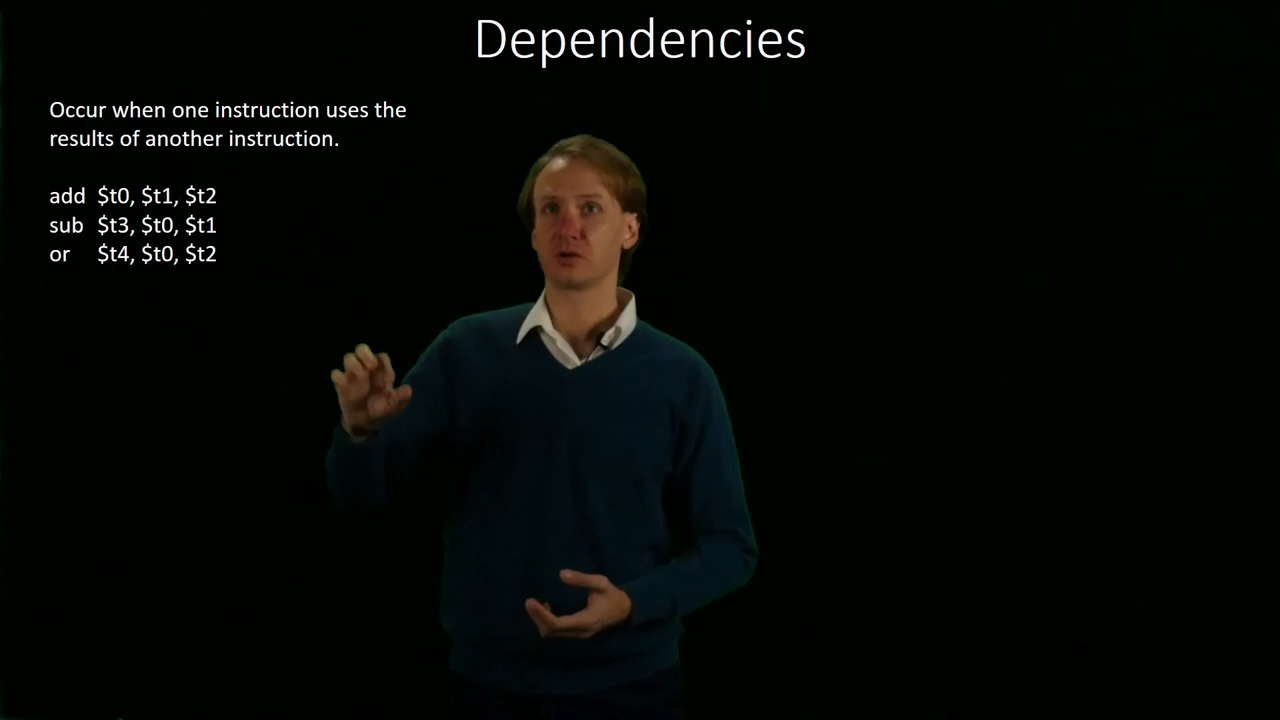 Dependencies
Occur when one instruction uses the
results of another instruction.
add $t0, $t1, $t2
sub $t3, $t0, $t1
or $t4, $t0, $t2